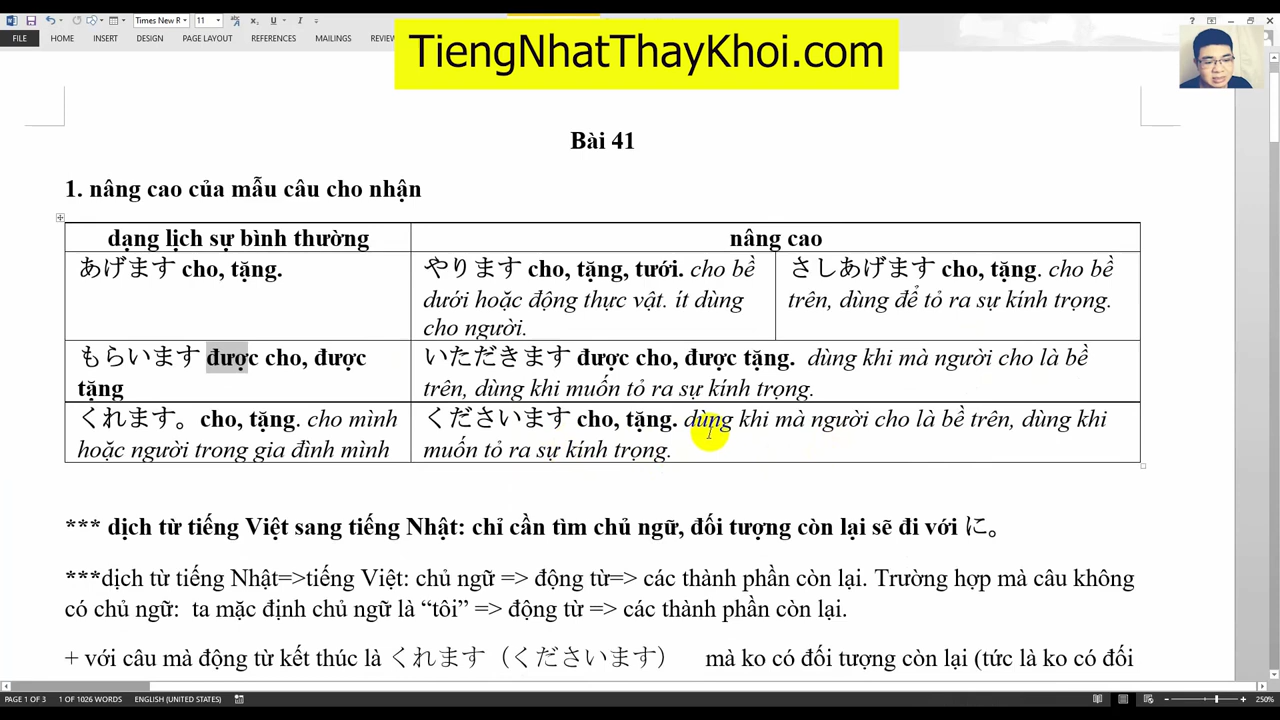 Times New R
11
FILE
HOME
INSERT
DESIGN
PAGE LAYOUT
REFERENCES
MAILINGS
TiengNhatThayKhoi.com
Bài 41
1. nâng cao của mẫu câu cho nhận
dạng lịch sự bình thường
nâng cao
あげます cho, tặng.
やります cho, tặng, tưới. cho bề
dưới hoặc động thực vật. ít dùng
cho người.
さしあげます cho, tặng. cho bề
trên, dùng để tỏ ra sự kính trọng.
もらいます được cho, được
tặng
いただきます được cho, được tặng. dùng khi mà người cho là bề
trên, dùng khi muốn tỏ ra sự kính trọng.
くれます。cho, tặng. cho mình
hoặc người trong gia đình mình
くださいます cho, tặng. dùng khi mà người cho là bề trên, dùng khi
muốn tỏ ra sự kính trọng.
*** dịch từ tiếng Việt sang tiếng Nhật: chỉ cần tìm chủ ngữ, đối tượng còn lại sẽ đi với に。
***dịch từ tiếng Nhật=>tiếng Việt: chủ ngữ => động từ=> các thành phần còn lại. Trường hợp mà câu không
có chủ ngữ: ta mặc định chủ ngữ là “tôi” => động từ => các thành phần còn lại.
+ với câu mà động từ kết thúc là くれます（くださいます） mà ko có đối tượng còn lại (tức là ko có đối
PAGE 1 OF 3
1 OF 1026 WORDS
ENGLISH (UNITED STATES)
250%